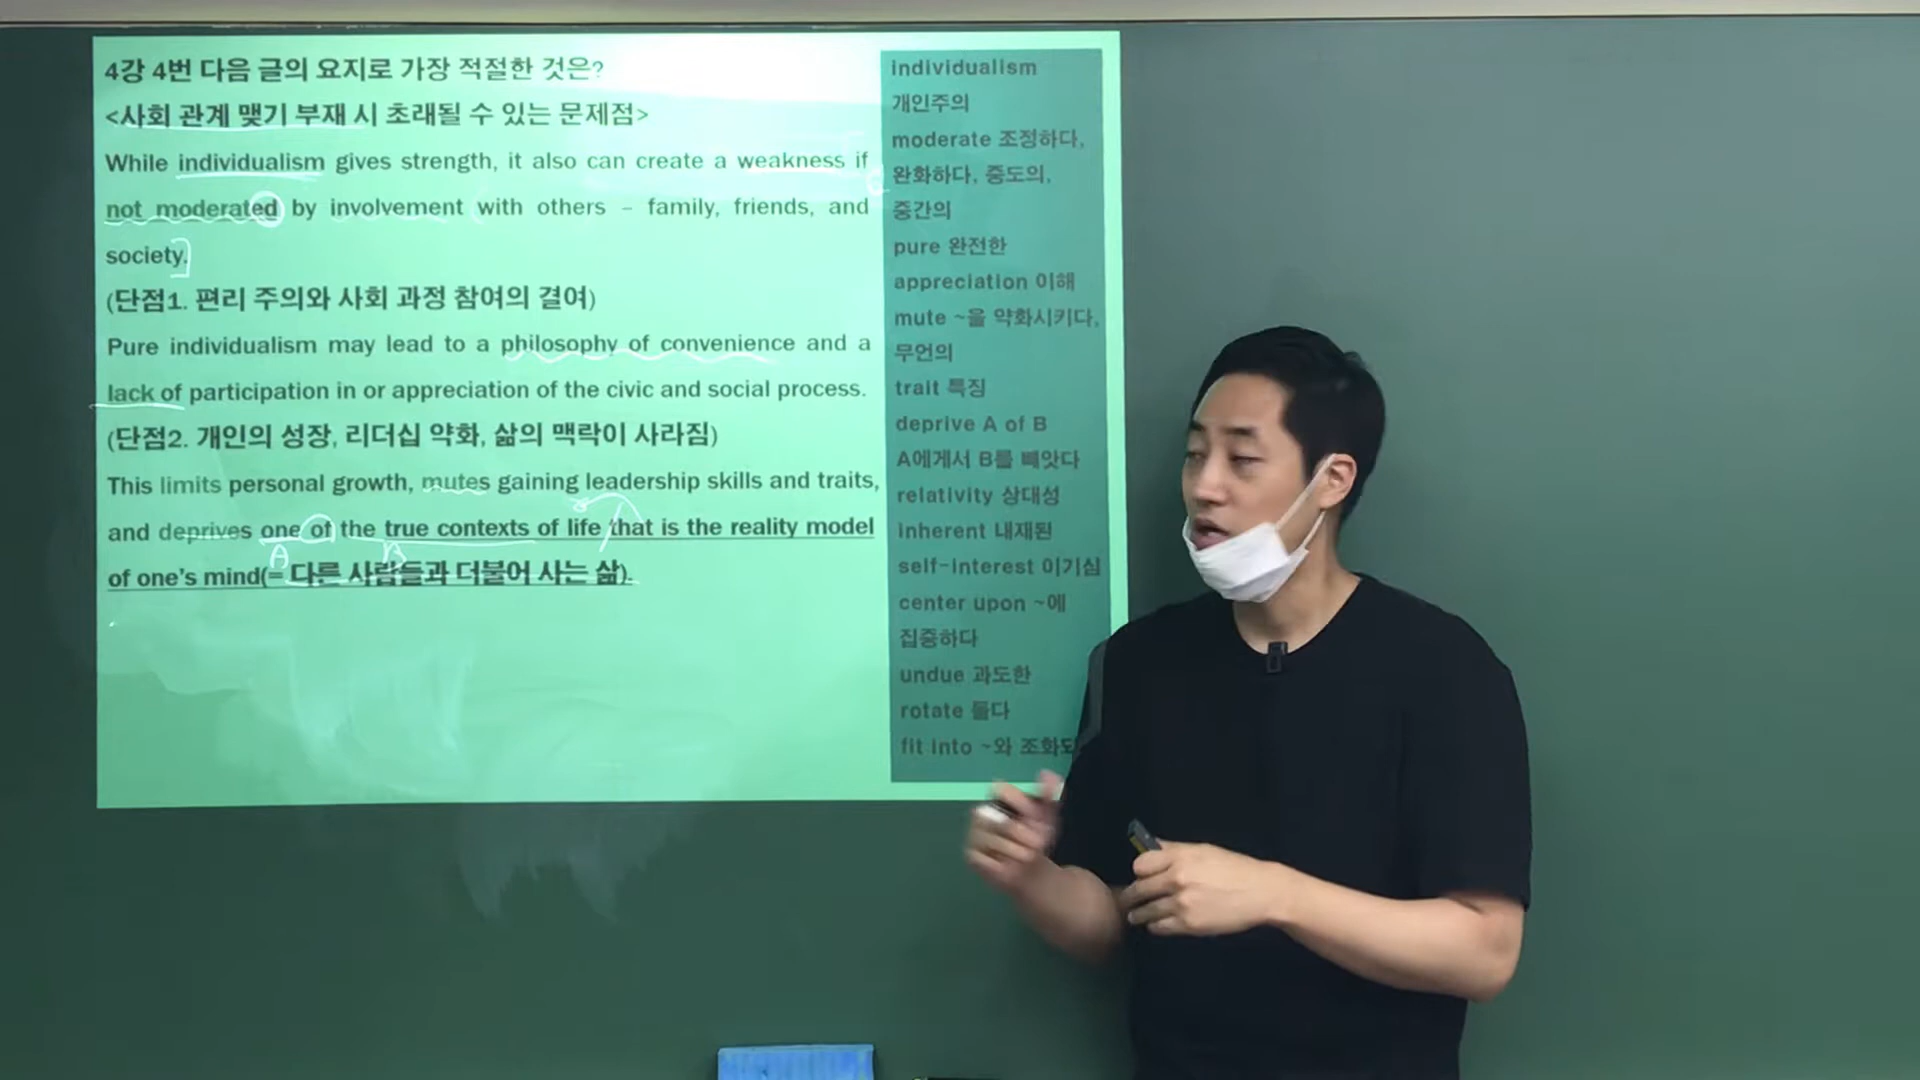 4강 4번 다음 글의 요지로 가장 적절한 것은?
<사회 관계 맺기 부재 시 초래될 수 있는 문제점>
While individualism gives strength, it also can create a weakness if
not moderated by involvement with others – family, friends, and
society.
(단점1. 편리 주의와 사회 과정 참여의 결여)
Pure individualism may lead to a philosophy of convenience and a
lack of participation in or appreciation of the civic and social process.
(단점2. 개인의 성장, 리더십 약화, 삶의 맥락이 사라짐)
This limits personal growth, mutes gaining leadership skills and traits,
and deprives one of the true contexts of life that is the reality model
of one's mind(= 다른 사람들과 더불어 사는 삶).
A B
individualism
개인주의
moderate 조정하다,
완화하다, 중도의,
중간의
pure 완전한
appreciation 이해
mute ~을 약화시키다,
무언의
trait 특징
deprive A of B
A에게서 B를 빼앗다
relativity 상대성
inherent 내재된
self-interest 이기심
center upon ~에
집중하다
undue 과도한
rotate 돌다
fit into ~와